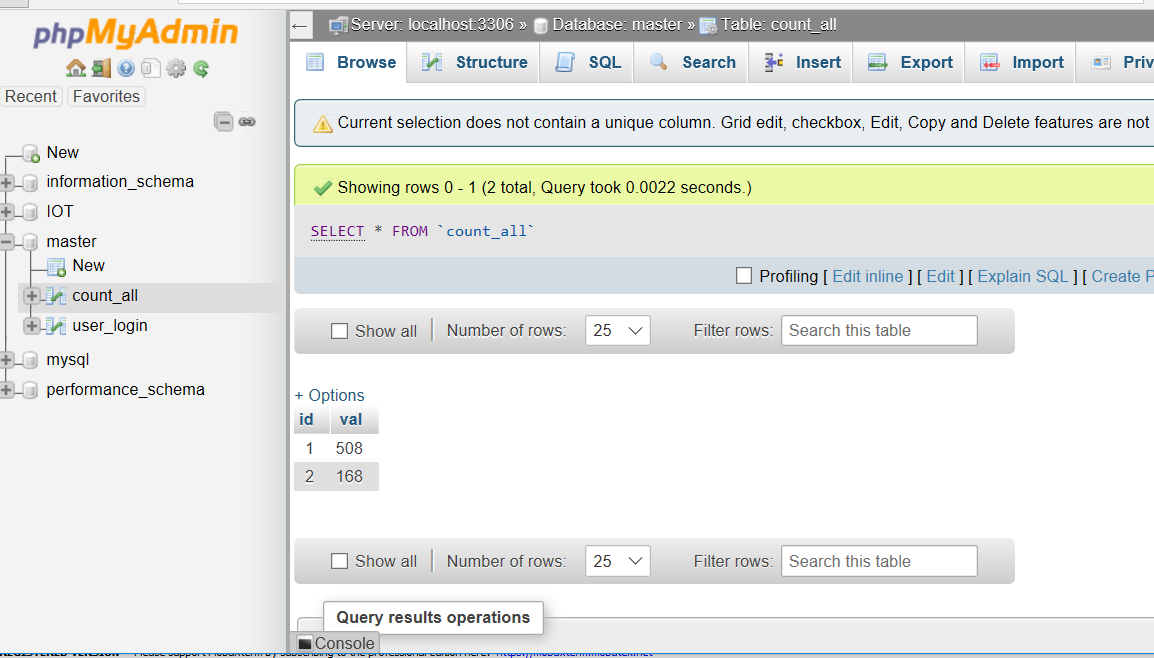 phpMyAdmin
Server: localhost:3306 » Database: master » Table: count_all
Browse Structure SQL Search Insert Export Import Priv
Recent Favorites
Current selection does not contain a unique column. Grid edit, checkbox, Edit, Copy and Delete features are not
New
information_schema
IOT
master
New
count_all
user_login
mysql
performance_schema
Showing rows 0 - 1 (2 total, Query took 0.0022 seconds.)
SELECT * FROM `count_all`
Profiling [ Edit inline ] [ Edit ] [ Explain SQL ] [ Create P
Show all Number of rows: 25 Filter rows: Search this table
+ Options
id val
1 508
2 168
Show all Number of rows: 25 Filter rows: Search this table
Query results operations
Console